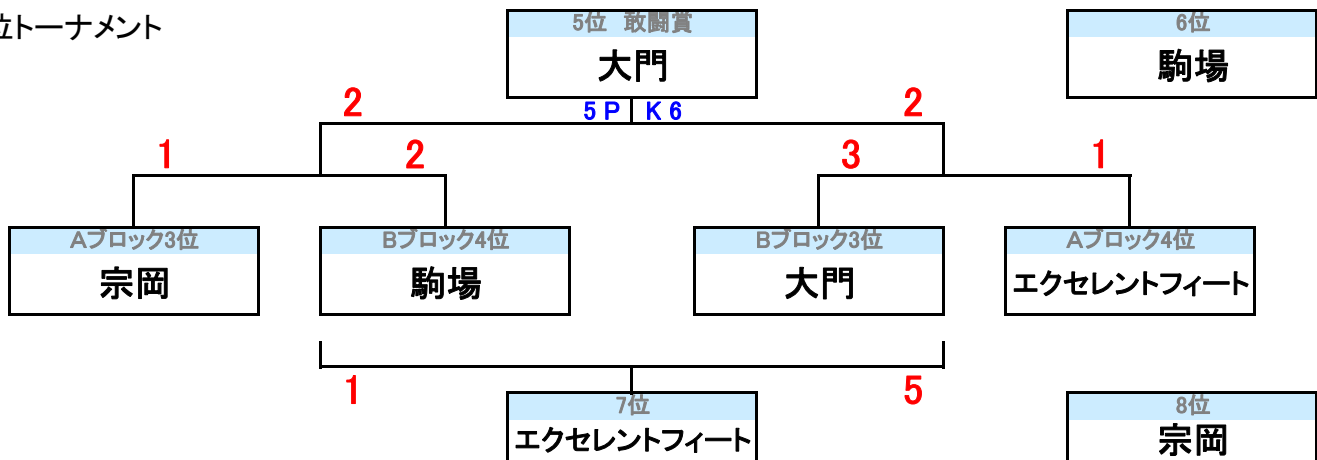 位トーナメント
5位 敢闘賞
大門
6位
駒場
2
5 P K 6
2
1
2
3
1
Aブロック3位
宗岡
Bブロック4位
駒場
Bブロック3位
大門
Aブロック4位
エクセレントフィート
1
5
7位
エクセレントフィート
8位
宗岡